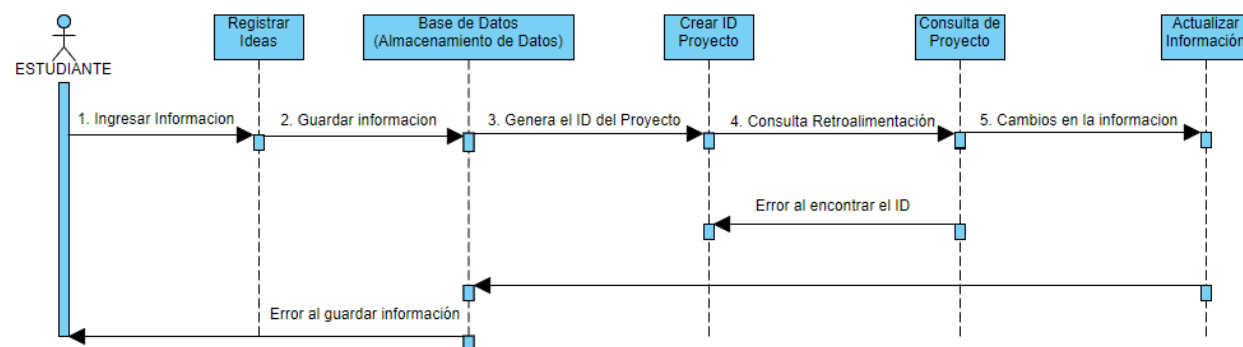 Registrar
Ideas
Base de Datos
(Almacenamiento de Datos)
Crear ID
Proyecto
Consulta de
Proyecto
Actualizar
Información
ESTUDIANTE
1. Ingresar Informacion
2. Guardar informacion
3. Genera el ID del Proyecto
4. Consulta Retroalimentación
5. Cambios en la informacion
Error al encontrar el ID
Error al guardar información